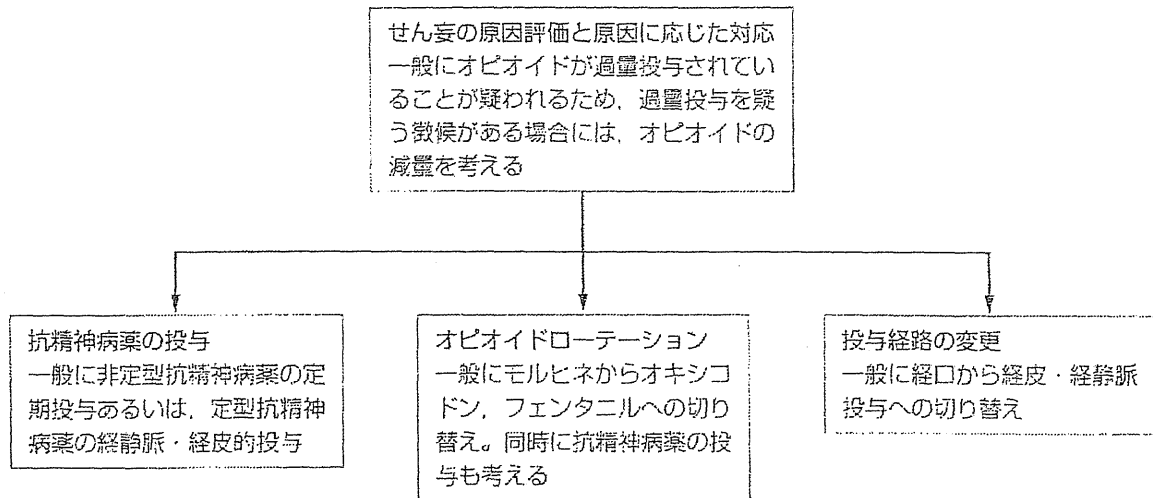 せん妄の原因評価と原因に応じた対応
一般にオピオイドが過量投与されてい
ることが疑われるため，過量投与を疑
う徴候がある場合には，オピオイドの
減量を考える
抗精神病薬の投与
一般に非定型抗精神病薬の定
期投与あるいは，定型抗精神
病薬の経静脈・経皮的投与
オピオイドローテーション
一般にモルヒネからオキシコ
ドン，フェンタニルへの切り
替え。同時に抗精神病薬の投
与も考える
投与経路の変更
一般に経口から経皮・経静脈
投与への切り替え